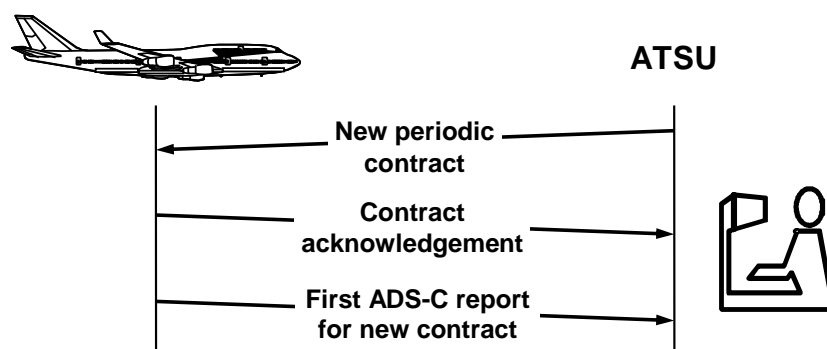 ATSU
New periodic
contract
Contract
acknowledgement
First ADS-C report
for new contract